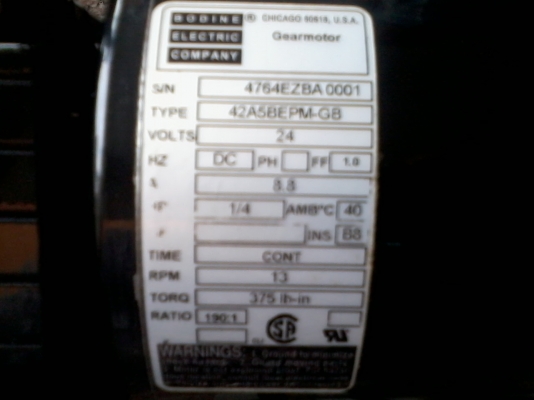 BODINE ® CHICAGO 60618, U.S.A.
ELECTRIC Gearmotor
COMPANY
S/N 4764EZBA 0001
TYPE 42A5BEPM-GB
VOLTS 24
HZ DC PH FF 1.0
8.8
1/4 AMB°C 40
INS
TIME CONT
RPM 13
TORQ 375 lb-in
RATIO 190:1
WARNINGS: 1.